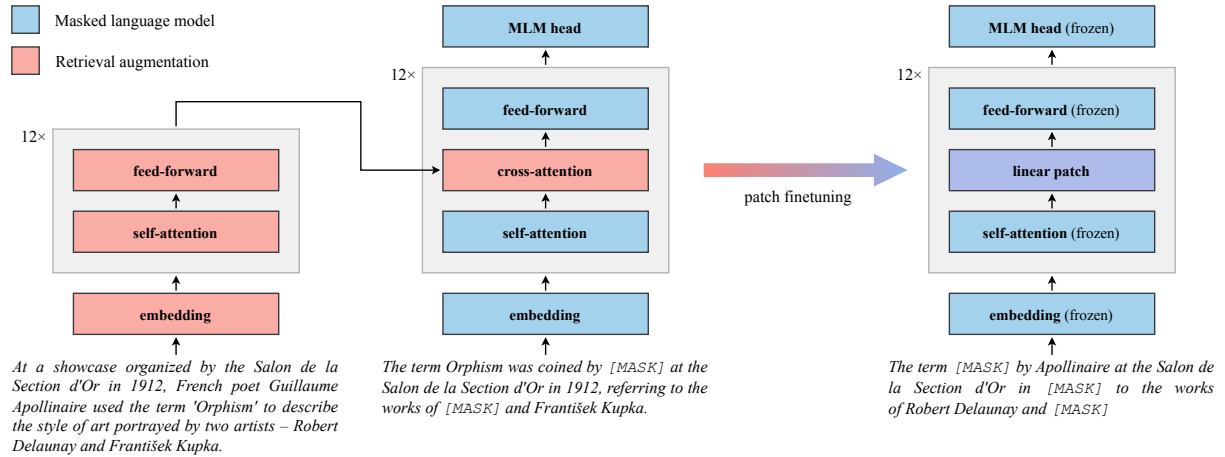 Masked language model
Retrieval augmentation
12×
feed-forward
self-attention
embedding
At a showcase organized by the Salon de la
Section d'Or in 1912, French poet Guillaume
Apollinaire used the term 'Orphism' to describe
the style of art portrayed by two artists – Robert
Delaunay and František Kupka.
MLM head
12×
feed-forward
cross-attention
self-attention
embedding
The term Orphism was coined by [MASK] at the
Salon de la Section d'Or in 1912, referring to the
works of [MASK] and František Kupka.
patch finetuning
MLM head (frozen)
12×
feed-forward (frozen)
linear patch
self-attention (frozen)
embedding (frozen)
The term [MASK] by Apollinaire at the Salon de
la Section d'Or in [MASK] to the works
of Robert Delaunay and [MASK]